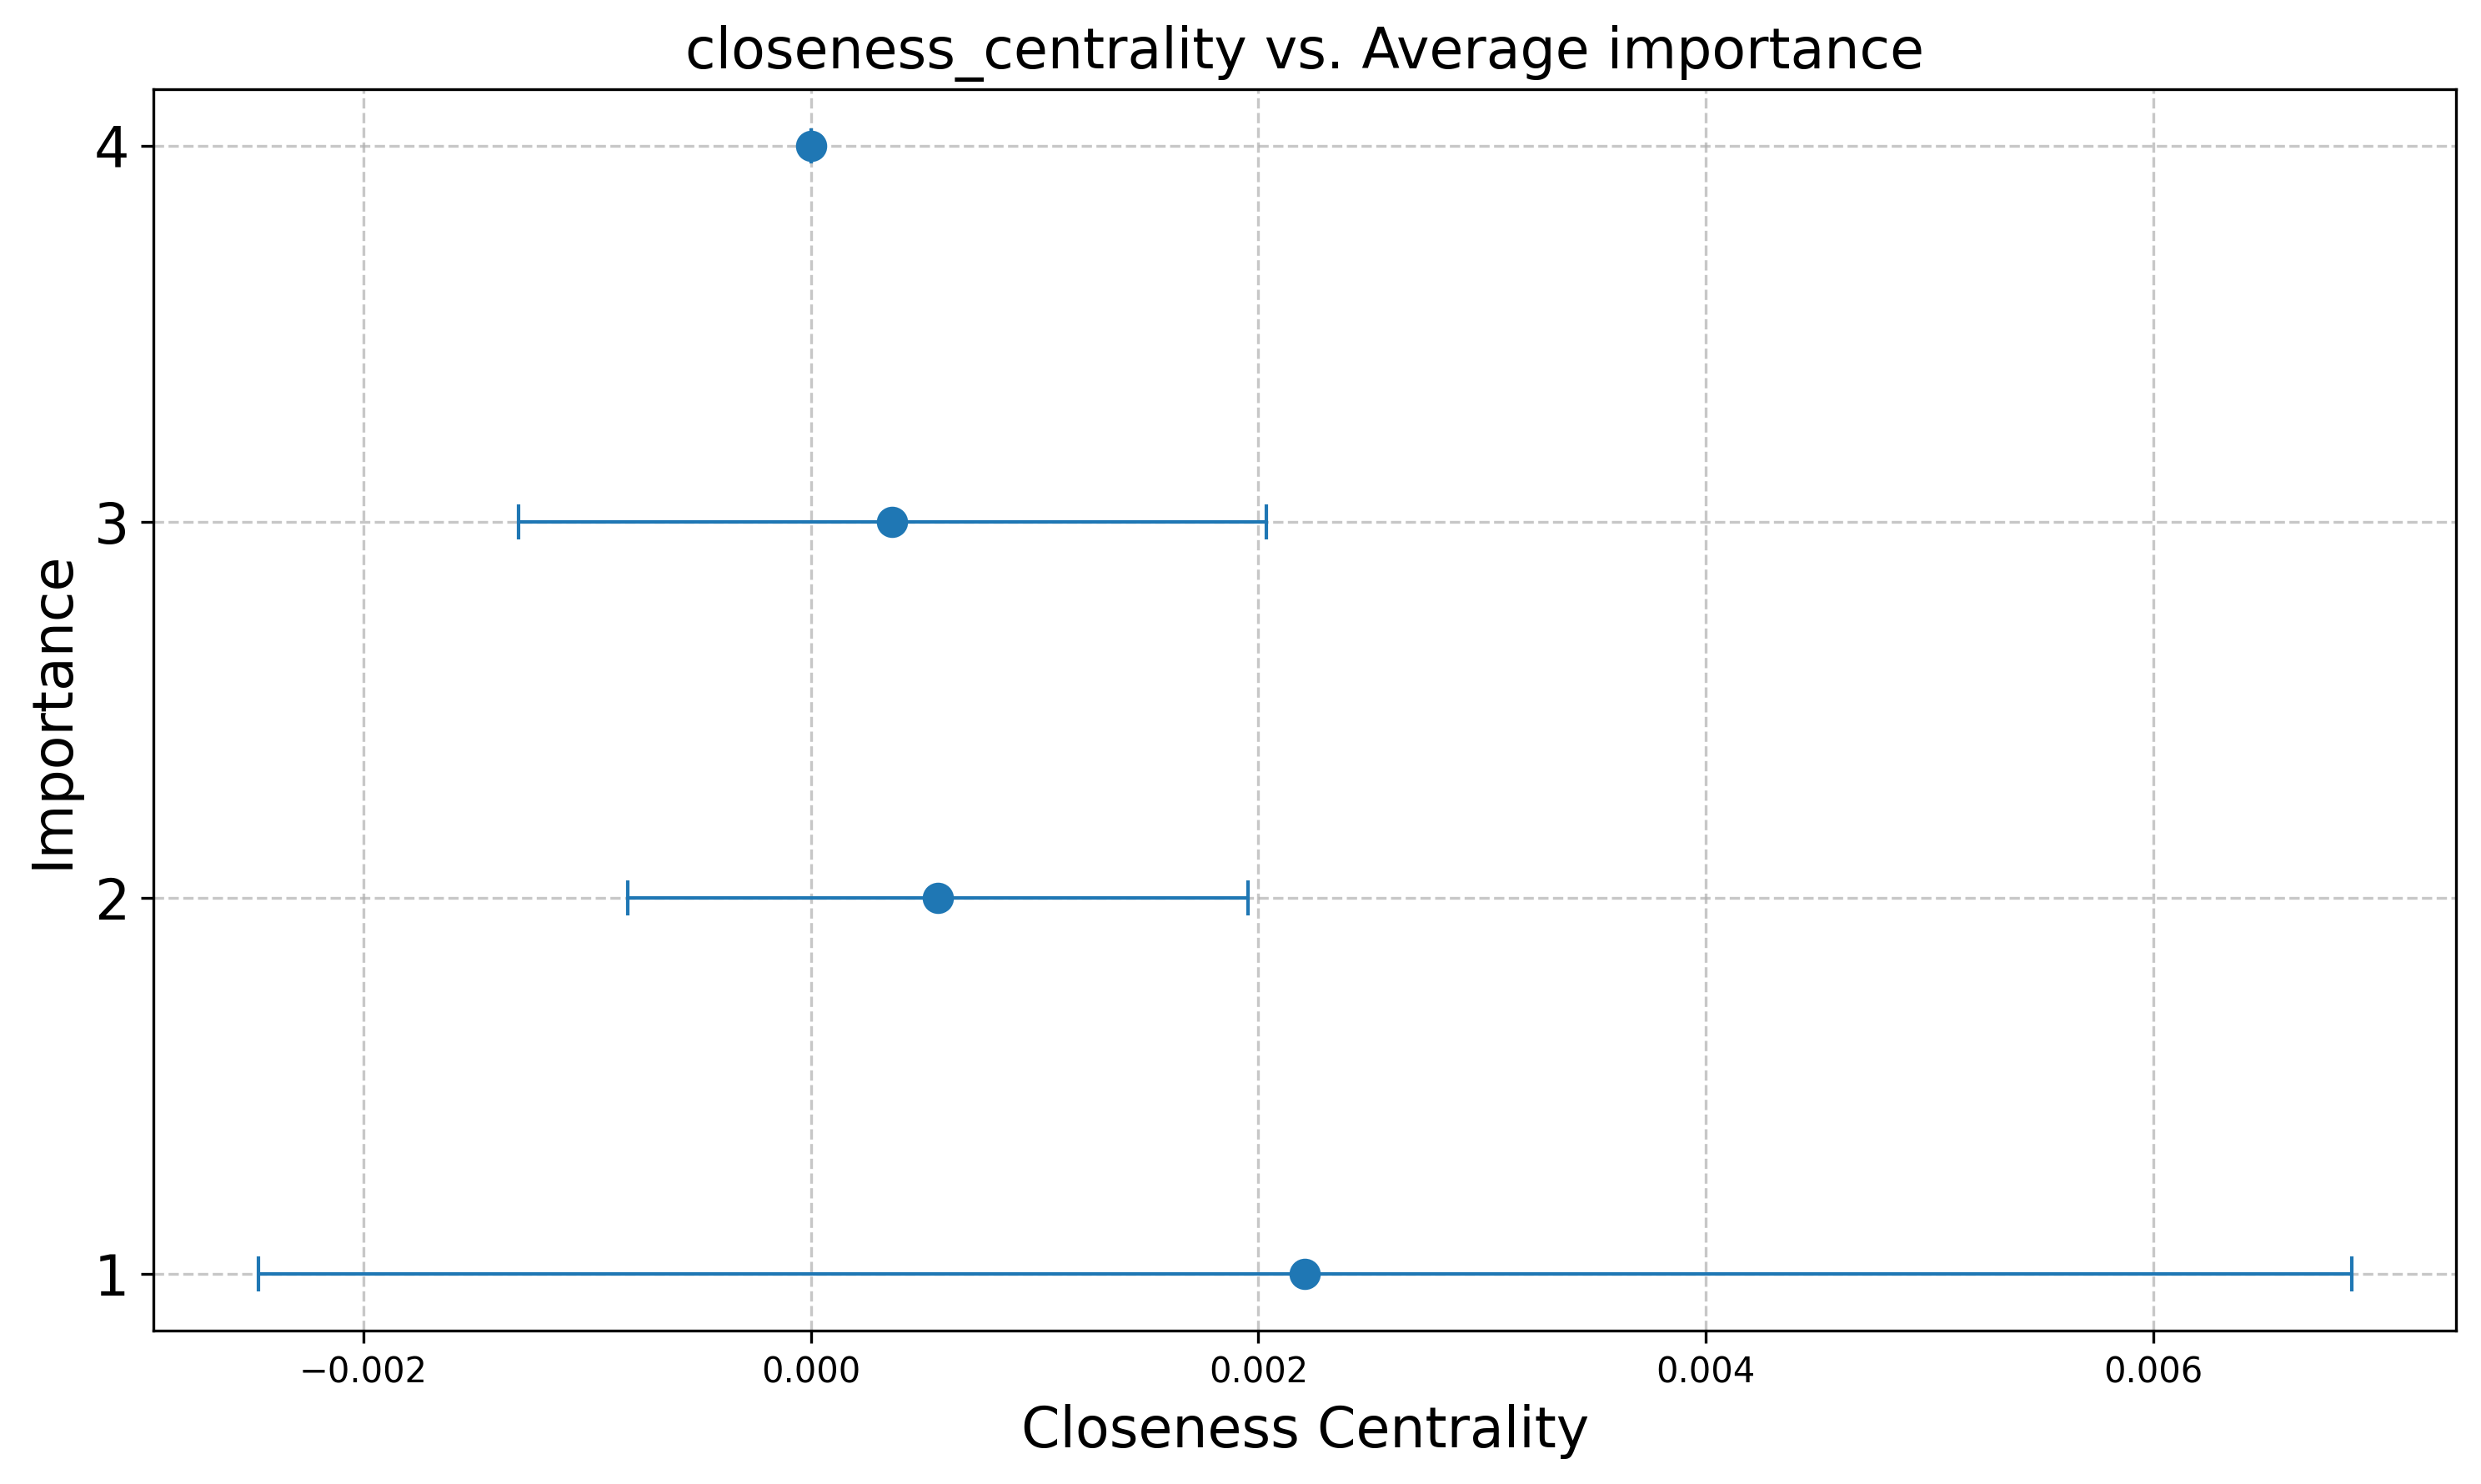 closeness_centrality vs. Average importance
Importance
4
3
2
1
−0.002 0.000 0.002 0.004 0.006
Closeness Centrality